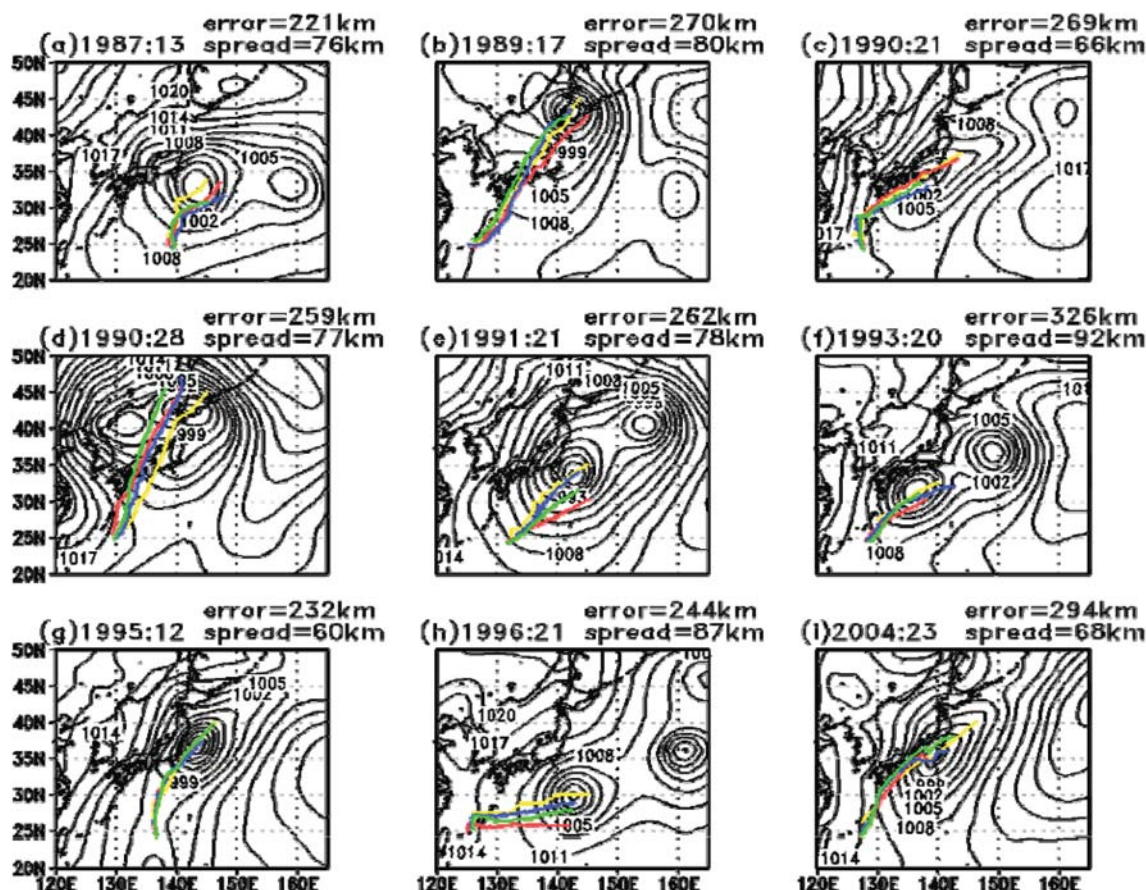 error=221km error=270km error=269km
(a)1987:13 spread=76km (b)1989:17 spread=80km (c)1990:21 spread=66km
50N
45N 1020
1014
40N 1011
1017 1008 1008
35N 1005 999 1017
30N 1002 1005 1002
1005
25N 1008 1008 017
20N
error=259km error=262km error=326km
(d)1990:28 spread=77km (e)1991:21 spread=78km (f)1993:20 spread=92km
50N 1014
1011 1008 1005
45N
40N 999 1005
1011
35N
30N 993 1002
25N 1017 014 1008 1008
20N
error=232km error=244km error=294km
(g)1995:12 spread=60km (h)1996:21 spread=87km (i)2004:23 spread=68km
50N
45N 1005
1002 1020
40N 1014 1017 1008
35N
30N 999 999
1002
005 1005
25N 1014 1011 1008
1014
20N
120E 130E 140E 150E 160E 120E 130E 140E 150E 160E 120E 130E 140E 150E 160E